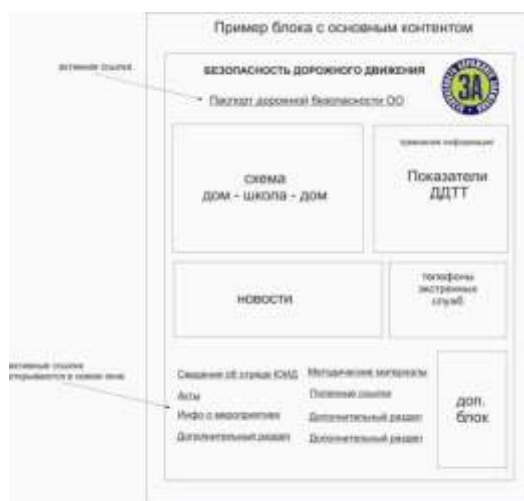 Пример блока с основным контентом
активная ссылка
БЕЗОПАСНОСТЬ ДОРОЖНОГО ДВИЖЕНИЯ
ЗА
Паспорт дорожной безопасности ОО
схема
дом - школа - дом
информация
Показатели
ДДТТ
новости
телефоны
экстренных
служб
активные ссылки
открываются в новом окне
Сведения об отряде ЮИД
Методические материалы
Акты
Полезные ссылки
Инфо о мероприятиях
Дополнительный раздел
Дополнительный раздел
Дополнительный раздел
доп.
блок